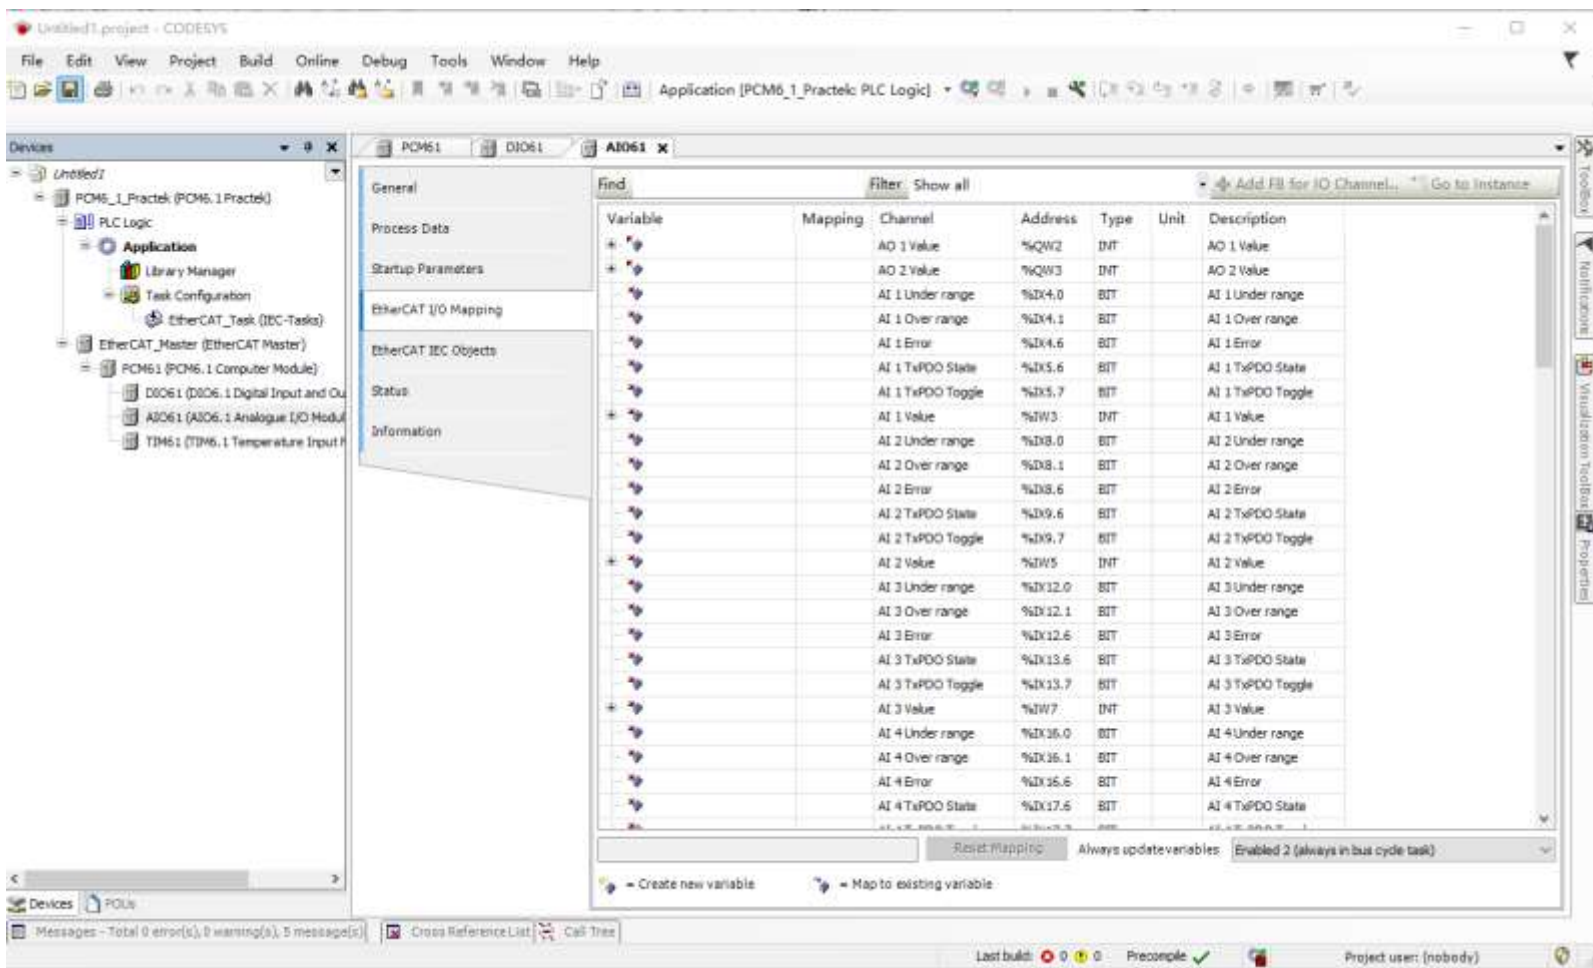 Untitled1.project - CODESYS
File Edit View Project Build Online Debug Tools Window Help
Application [PCM6_1_Practek: PLC Logic]
Devices
Untitled1
PCM6_1_Practek (PCM6.1Practek)
PLC Logic
Application
Library Manager
Task Configuration
EtherCAT_Task (IEC-Tasks)
EtherCAT_Master (EtherCAT Master)
PCM61 (PCM6.1 Computer Module)
DIO61 (DIO6.1 Digital Input and Ou
AIO61 (AIO6.1 Analogue I/O Modul
TIM61 (TIM6.1 Temperature Input
Devices POUs
PCM61 DIO61 AIO61
General
Process Data
Startup Parameters
EtherCAT I/O Mapping
EtherCAT IEC Objects
Status
Information
Find Filter Show all Add FB for IO Channel... Go to Instance
Variable Mapping Channel Address Type Unit Description
AO 1 Value %QW2 INT AO 1 Value
AO 2 Value %QW3 INT AO 2 Value
AI 1 Under range %IX4.0 BIT AI 1 Under range
AI 1 Over range %IX4.1 BIT AI 1 Over range
AI 1 Error %IX4.6 BIT AI 1 Error
AI 1 TxPDO State %IX5.6 BIT AI 1 TxPDO State
AI 1 TxPDO Toggle %IX5.7 BIT AI 1 TxPDO Toggle
AI 1 Value %IW3 INT AI 1 Value
AI 2 Under range %IX8.0 BIT AI 2 Under range
AI 2 Over range %IX8.1 BIT AI 2 Over range
AI 2 Error %IX8.6 BIT AI 2 Error
AI 2 TxPDO State %IX9.6 BIT AI 2 TxPDO State
AI 2 TxPDO Toggle %IX9.7 BIT AI 2 TxPDO Toggle
AI 2 Value %IW5 INT AI 2 Value
AI 3 Under range %IX12.0 BIT AI 3 Under range
AI 3 Over range %IX12.1 BIT AI 3 Over range
AI 3 Error %IX12.6 BIT AI 3 Error
AI 3 TxPDO State %IX13.6 BIT AI 3 TxPDO State
AI 3 TxPDO Toggle %IX13.7 BIT AI 3 TxPDO Toggle
AI 3 Value %IW7 INT AI 3 Value
AI 4 Under range %IX16.0 BIT AI 4 Under range
AI 4 Over range %IX16.1 BIT AI 4 Over range
AI 4 Error %IX16.6 BIT AI 4 Error
AI 4 TxPDO State %IX17.6 BIT AI 4 TxPDO State
Reset Mapping Always update variables Enabled 2 (always in bus cycle task)
= Create new variable = Map to existing variable
ToolBox
Notifications
Visualization ToolBox
Properties
Messages - Total 0 error(s), 0 warning(s), 5 message(s) Cross Reference List Call Tree
Last build: 0 0 Precompile Project user: (nobody)